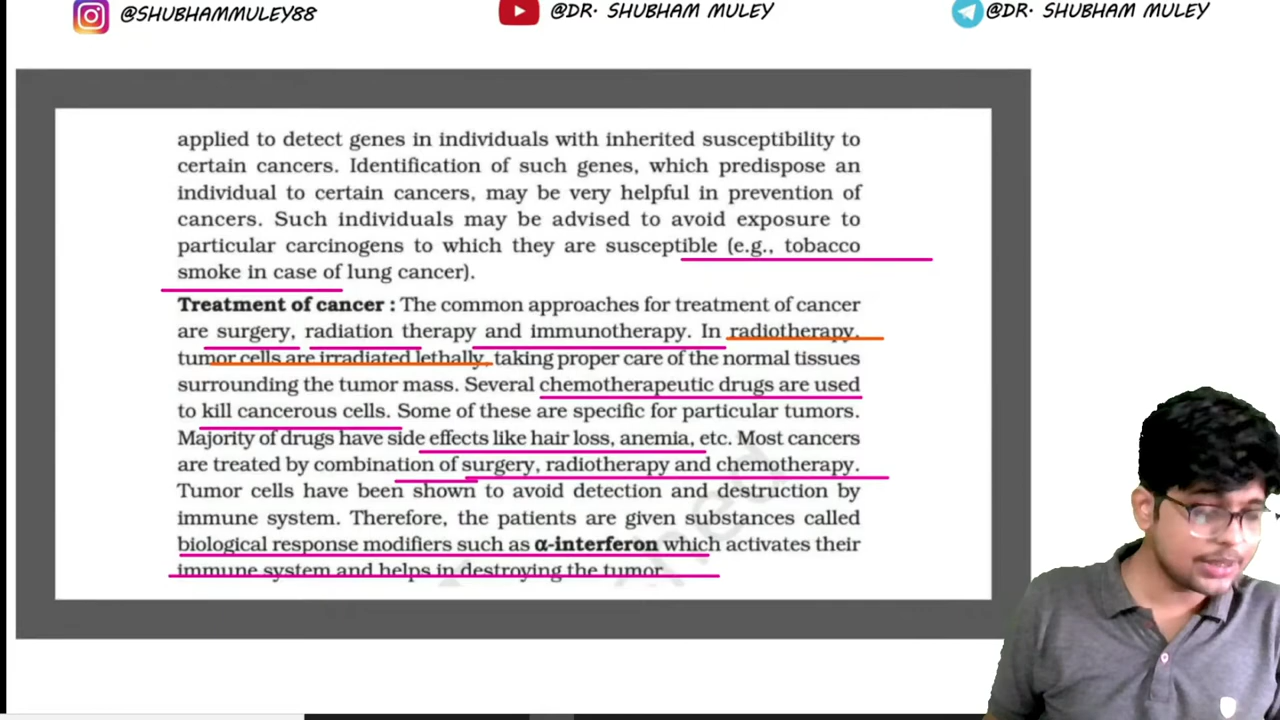 @SHUBHAMMULEY88
@DR. SHUBHAM MULEY
@DR. SHUBHAM MULEY
applied to detect genes in individuals with inherited susceptibility to
certain cancers. Identification of such genes, which predispose an
individual to certain cancers, may be very helpful in prevention of
cancers. Such individuals may be advised to avoid exposure to
particular carcinogens to which they are susceptible (e.g., tobacco
smoke in case of lung cancer).
Treatment of cancer : The common approaches for treatment of cancer
are surgery, radiation therapy and immunotherapy. In radiotherapy,
tumor cells are irradiated lethally, taking proper care of the normal tissues
surrounding the tumor mass. Several chemotherapeutic drugs are used
to kill cancerous cells. Some of these are specific for particular tumors.
Majority of drugs have side effects like hair loss, anemia, etc. Most cancers
are treated by combination of surgery, radiotherapy and chemotherapy.
Tumor cells have been shown to avoid detection and destruction by
immune system. Therefore, the patients are given substances called
biological response modifiers such as α-interferon which activates their
immune system and helps in destroying the tumor.